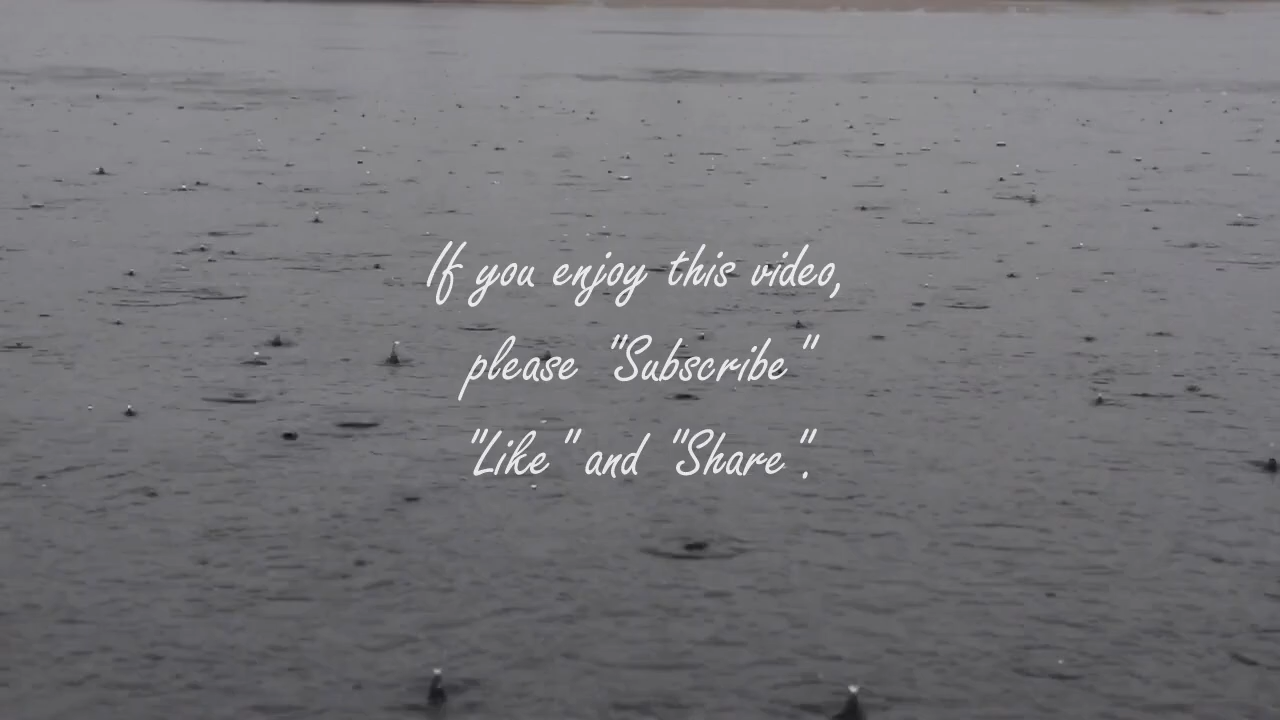 If you enjoy this video,
please "Subscribe"
"Like" and "Share".